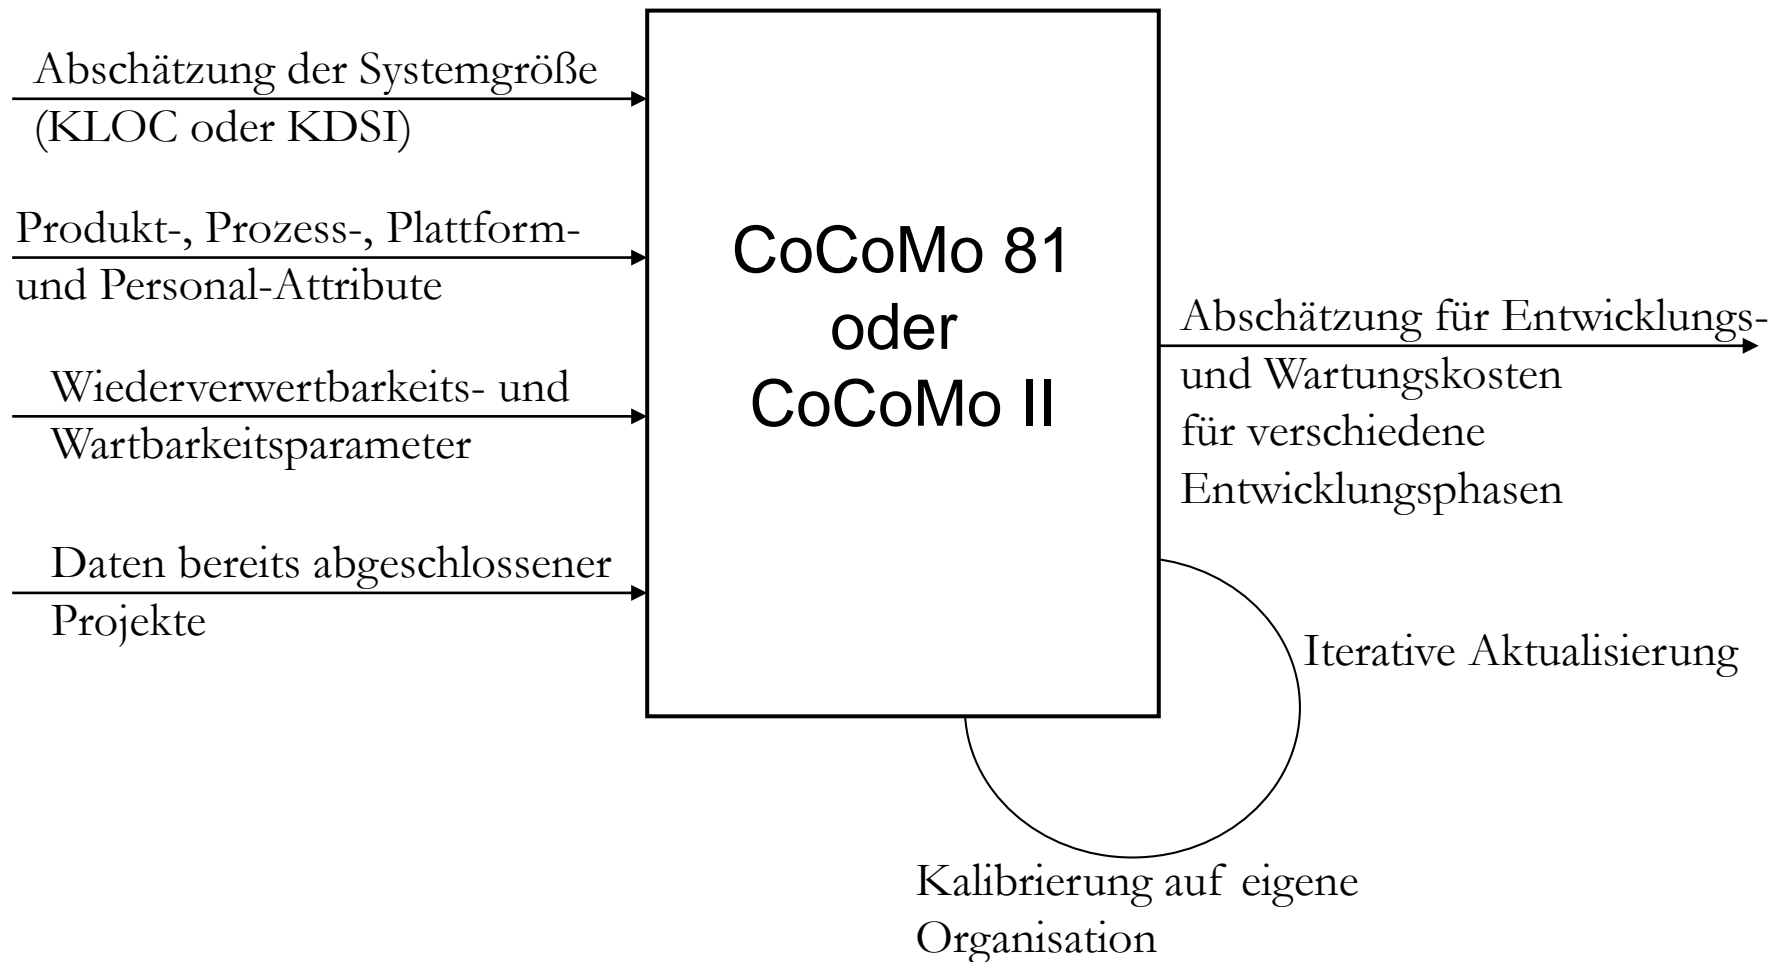 Abschätzung der Systemgröße
(KLOC oder KDSI)
Produkt-, Prozess-, Plattform-
und Personal-Attribute
Wiederverwertbarkeits- und
Wartbarkeitsparameter
Daten bereits abgeschlossener
Projekte
CoCoMo 81
oder
CoCoMo II
Abschätzung für Entwicklungs-
und Wartungskosten
für verschiedene
Entwicklungsphasen
Iterative Aktualisierung
Kalibrierung auf eigene
Organisation